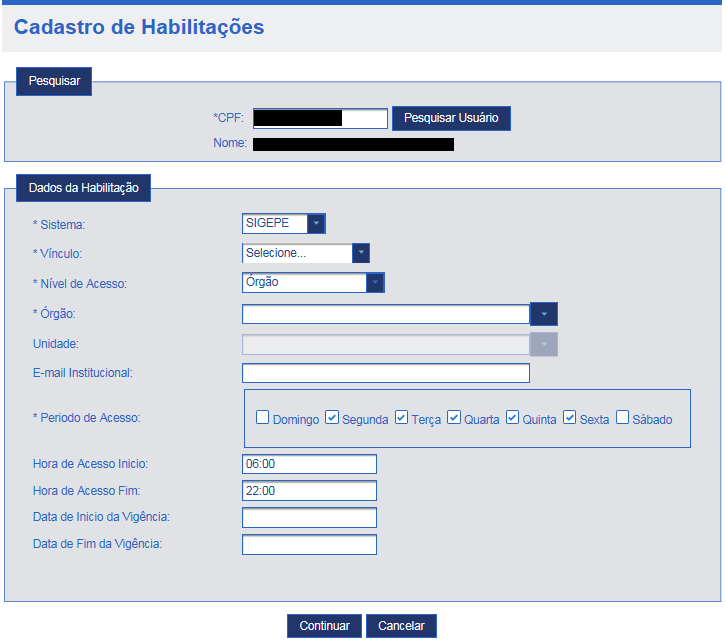 Cadastro de Habilitações
Pesquisar
*CPF: Pesquisar Usuário
Nome:
Dados da Habilitação
* Sistema: SIGEPE
* Vínculo: Selecione...
* Nível de Acesso: Órgão
* Órgão:
Unidade:
E-mail Institucional:
* Periodo de Acesso: Domingo Segunda Terça Quarta Quinta Sexta Sábado
Hora de Acesso Inicio: 06:00
Hora de Acesso Fim: 22:00
Data de Inicio da Vigência:
Data de Fim da Vigência:
Continuar Cancelar